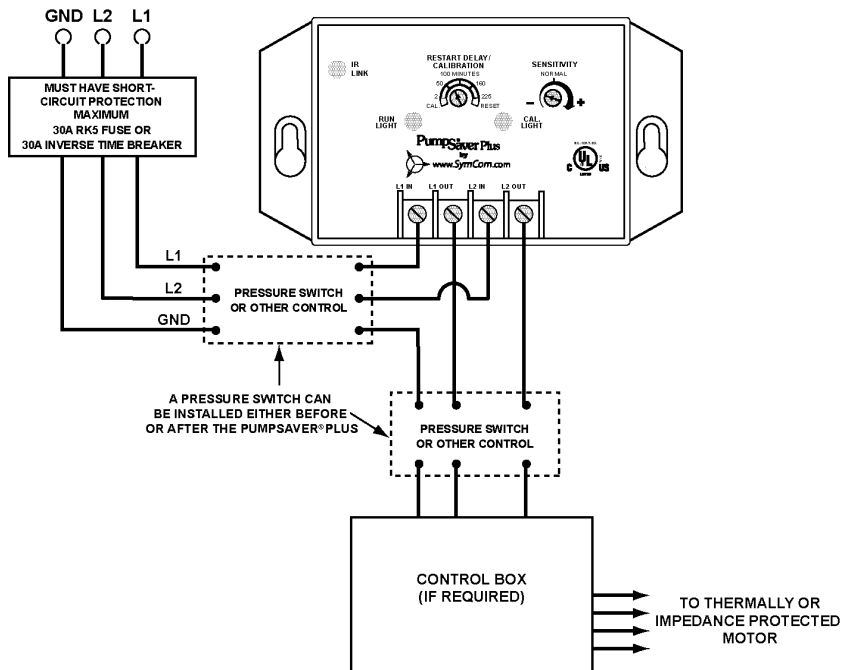 GND L2 L1
MUST HAVE SHORT-
CIRCUIT PROTECTION
MAXIMUM
30A RK5 FUSE OR
30A INVERSE TIME BREAKER
IR
LINK
RESTART DELAY/
CALIBRATION
100 MINUTES
50 160
2 225
CAL. RESET
SENSITIVITY
NORMAL
- +
RUN
LIGHT
CAL.
LIGHT
PumpSaver Plus
by
www.SymCom.com
C UL US
L1 IN L1 OUT L2 IN L2 OUT
L1
L2
GND
PRESSURE SWITCH
OR OTHER CONTROL
A PRESSURE SWITCH CAN
BE INSTALLED EITHER BEFORE
OR AFTER THE PUMPSAVER® PLUS
PRESSURE SWITCH
OR OTHER CONTROL
CONTROL BOX
(IF REQUIRED)
TO THERMALLY OR
IMPEDANCE PROTECTED
MOTOR